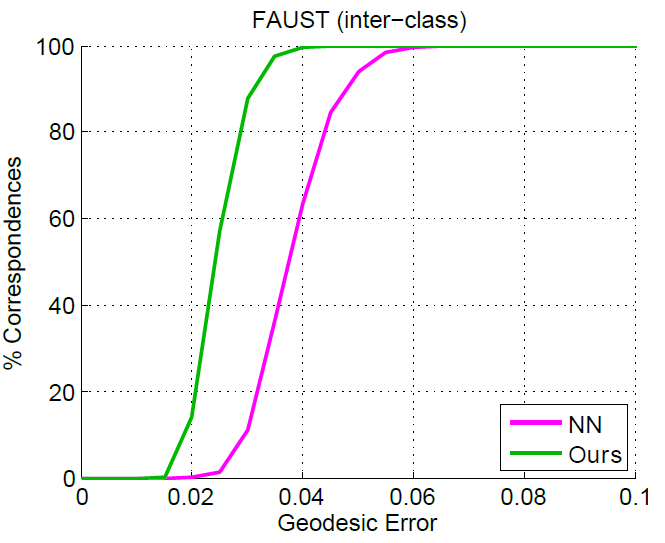 FAUST (inter−class)
100
80
60
40
20
0
% Correspondences
0 0.02 0.04 0.06 0.08 0.1
Geodesic Error
NN
Ours